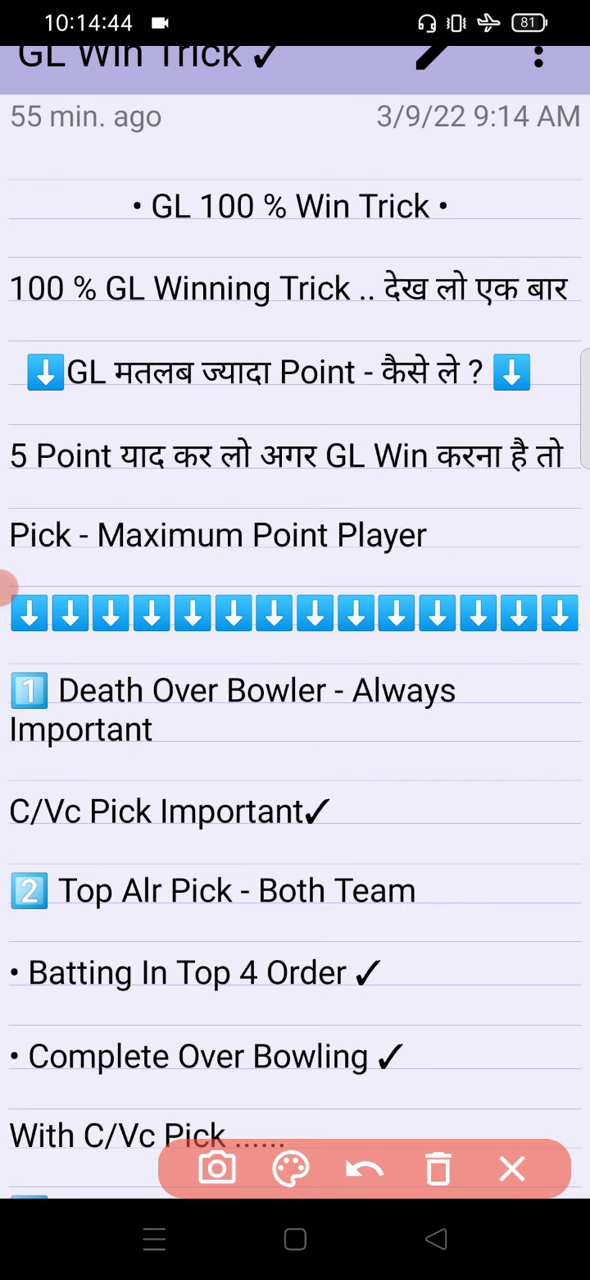 10:14:44
81
GL Win Trick ✓
55 min. ago
3/9/22 9:14 AM
• GL 100 % Win Trick •
100 % GL Winning Trick .. देख लो एक बार
⬇️GL मतलब ज्यादा Point - कैसे ले ? ⬇️
5 Point याद कर लो अगर GL Win करना है तो
Pick - Maximum Point Player
⬇️⬇️⬇️⬇️⬇️⬇️⬇️⬇️⬇️⬇️⬇️⬇️⬇️⬇️
1️⃣ Death Over Bowler - Always
Important
C/Vc Pick Important✓
2️⃣ Top Alr Pick - Both Team
• Batting In Top 4 Order ✓
• Complete Over Bowling ✓
With C/Vc Pick ......